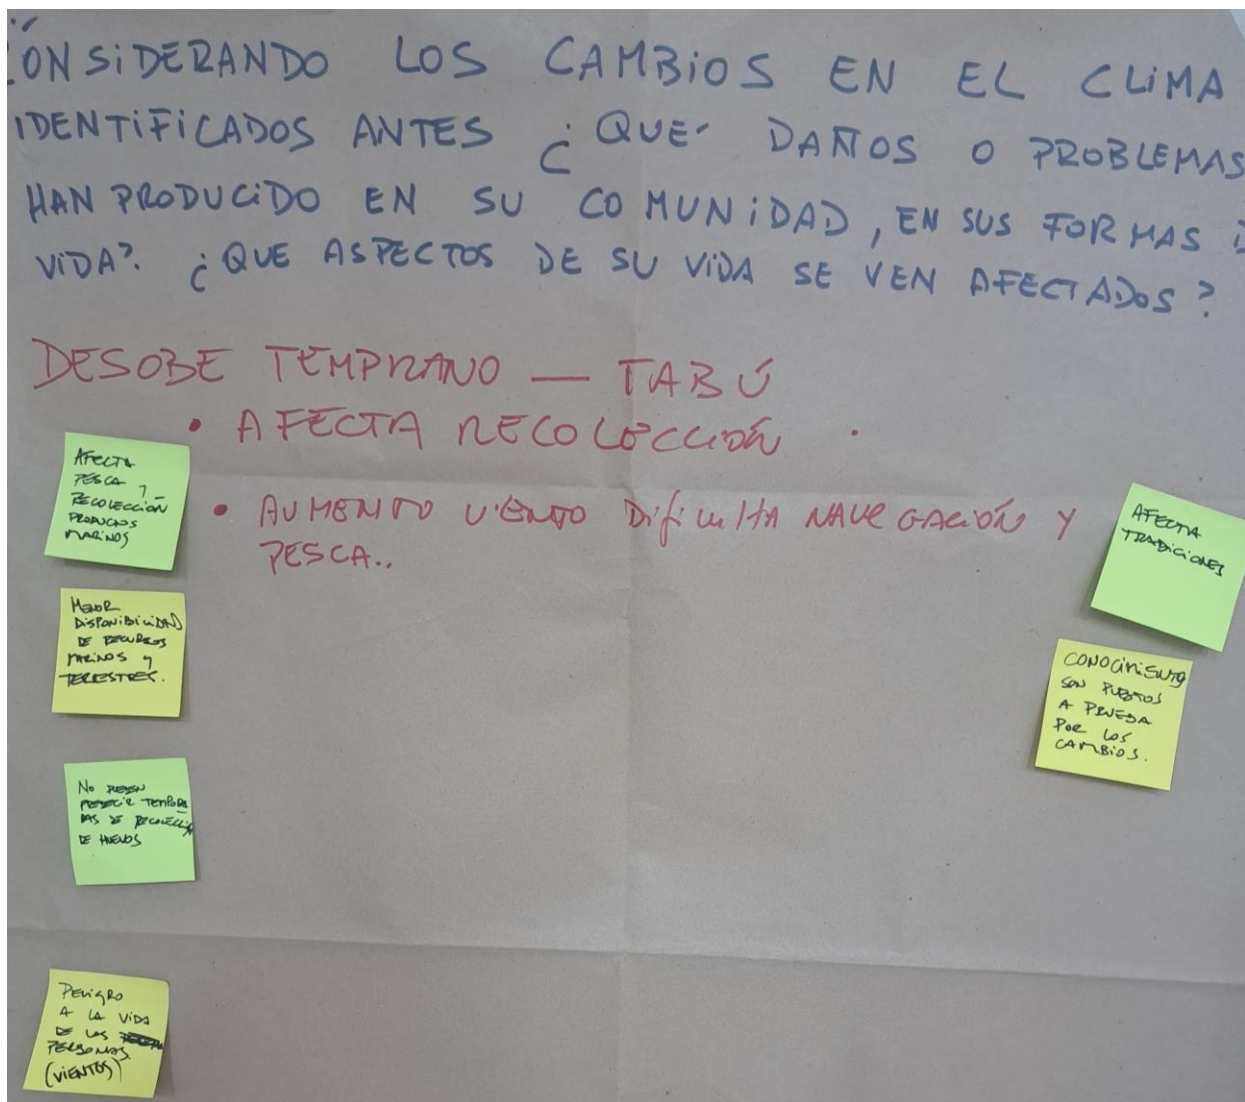 CONSIDERANDO LOS CAMBIOS EN EL CLIMA
IDENTIFICADOS ANTES ¿QUÉ DAÑOS O PROBLEMAS
HAN PRODUCIDO EN SU COMUNIDAD, EN SUS FORMAS
VIDA? ¿QUE ASPECTOS DE SU VIDA SE VEN AFECTADOS?
DESOBE TEMPRANO — TABÚ
• AFECTA RECOLECCIÓN
• AUMENTO VIENTO DIFICULTA NAVEGACIÓN Y
PESCA..
AFECTA
PESCA Y
RECOLECCIÓN
PRODUCTOS
MARINOS
MENOR
DISPONIBILIDAD
DE RECURSOS
MARINOS Y
TERRESTRES.
NO PUEDEN
PREDECIR TEMPORA
DAS DE RECOLECCIÓN
DE HUEVOS
PELIGRO
A LA VIDA
DE LAS
PERSONAS
(VIENTOS)
AFECTA
TRADICIONES
CONOCIMIENTO
SON PUESTOS
A PRUEBA
POR LOS
CAMBIOS.